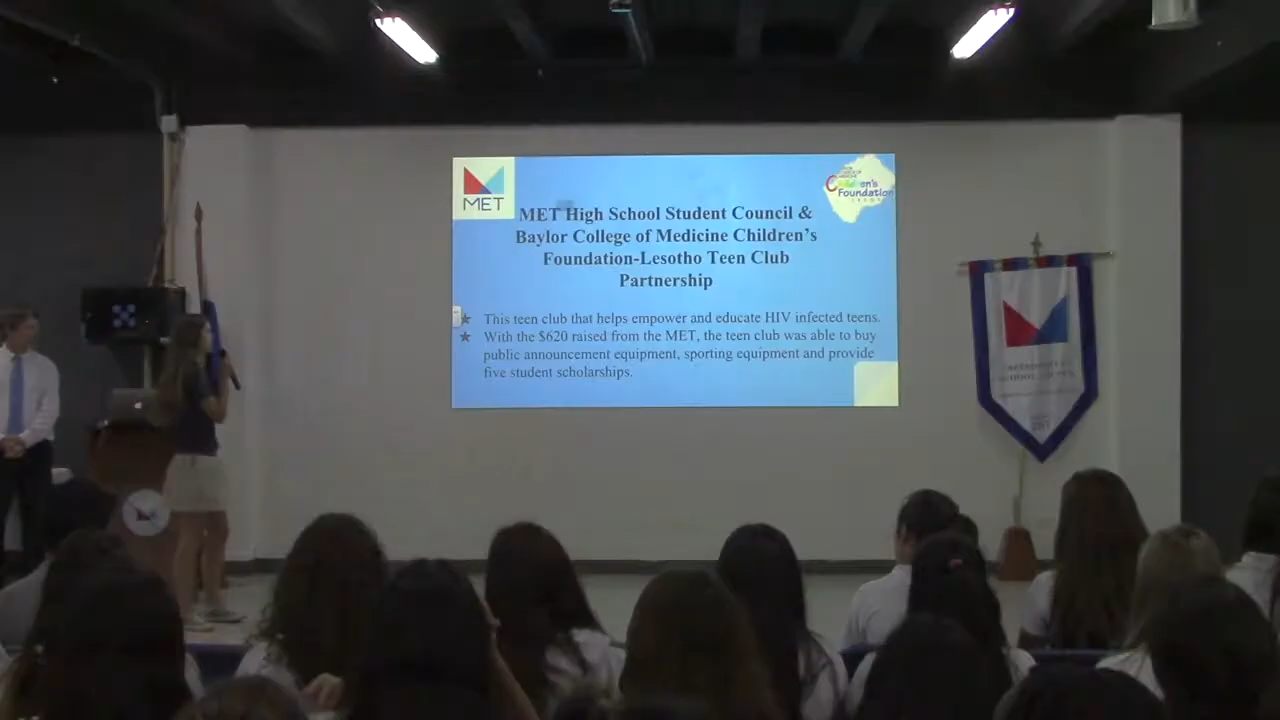 MET
Children's
Foundation
MET High School Student Council &
Baylor College of Medicine Children's
Foundation-Lesotho Teen Club
Partnership
★ This teen club that helps empower and educate HIV infected teens.
★ With the $620 raised from the MET, the teen club was able to buy
public announcement equipment, sporting equipment and provide
five student scholarships.